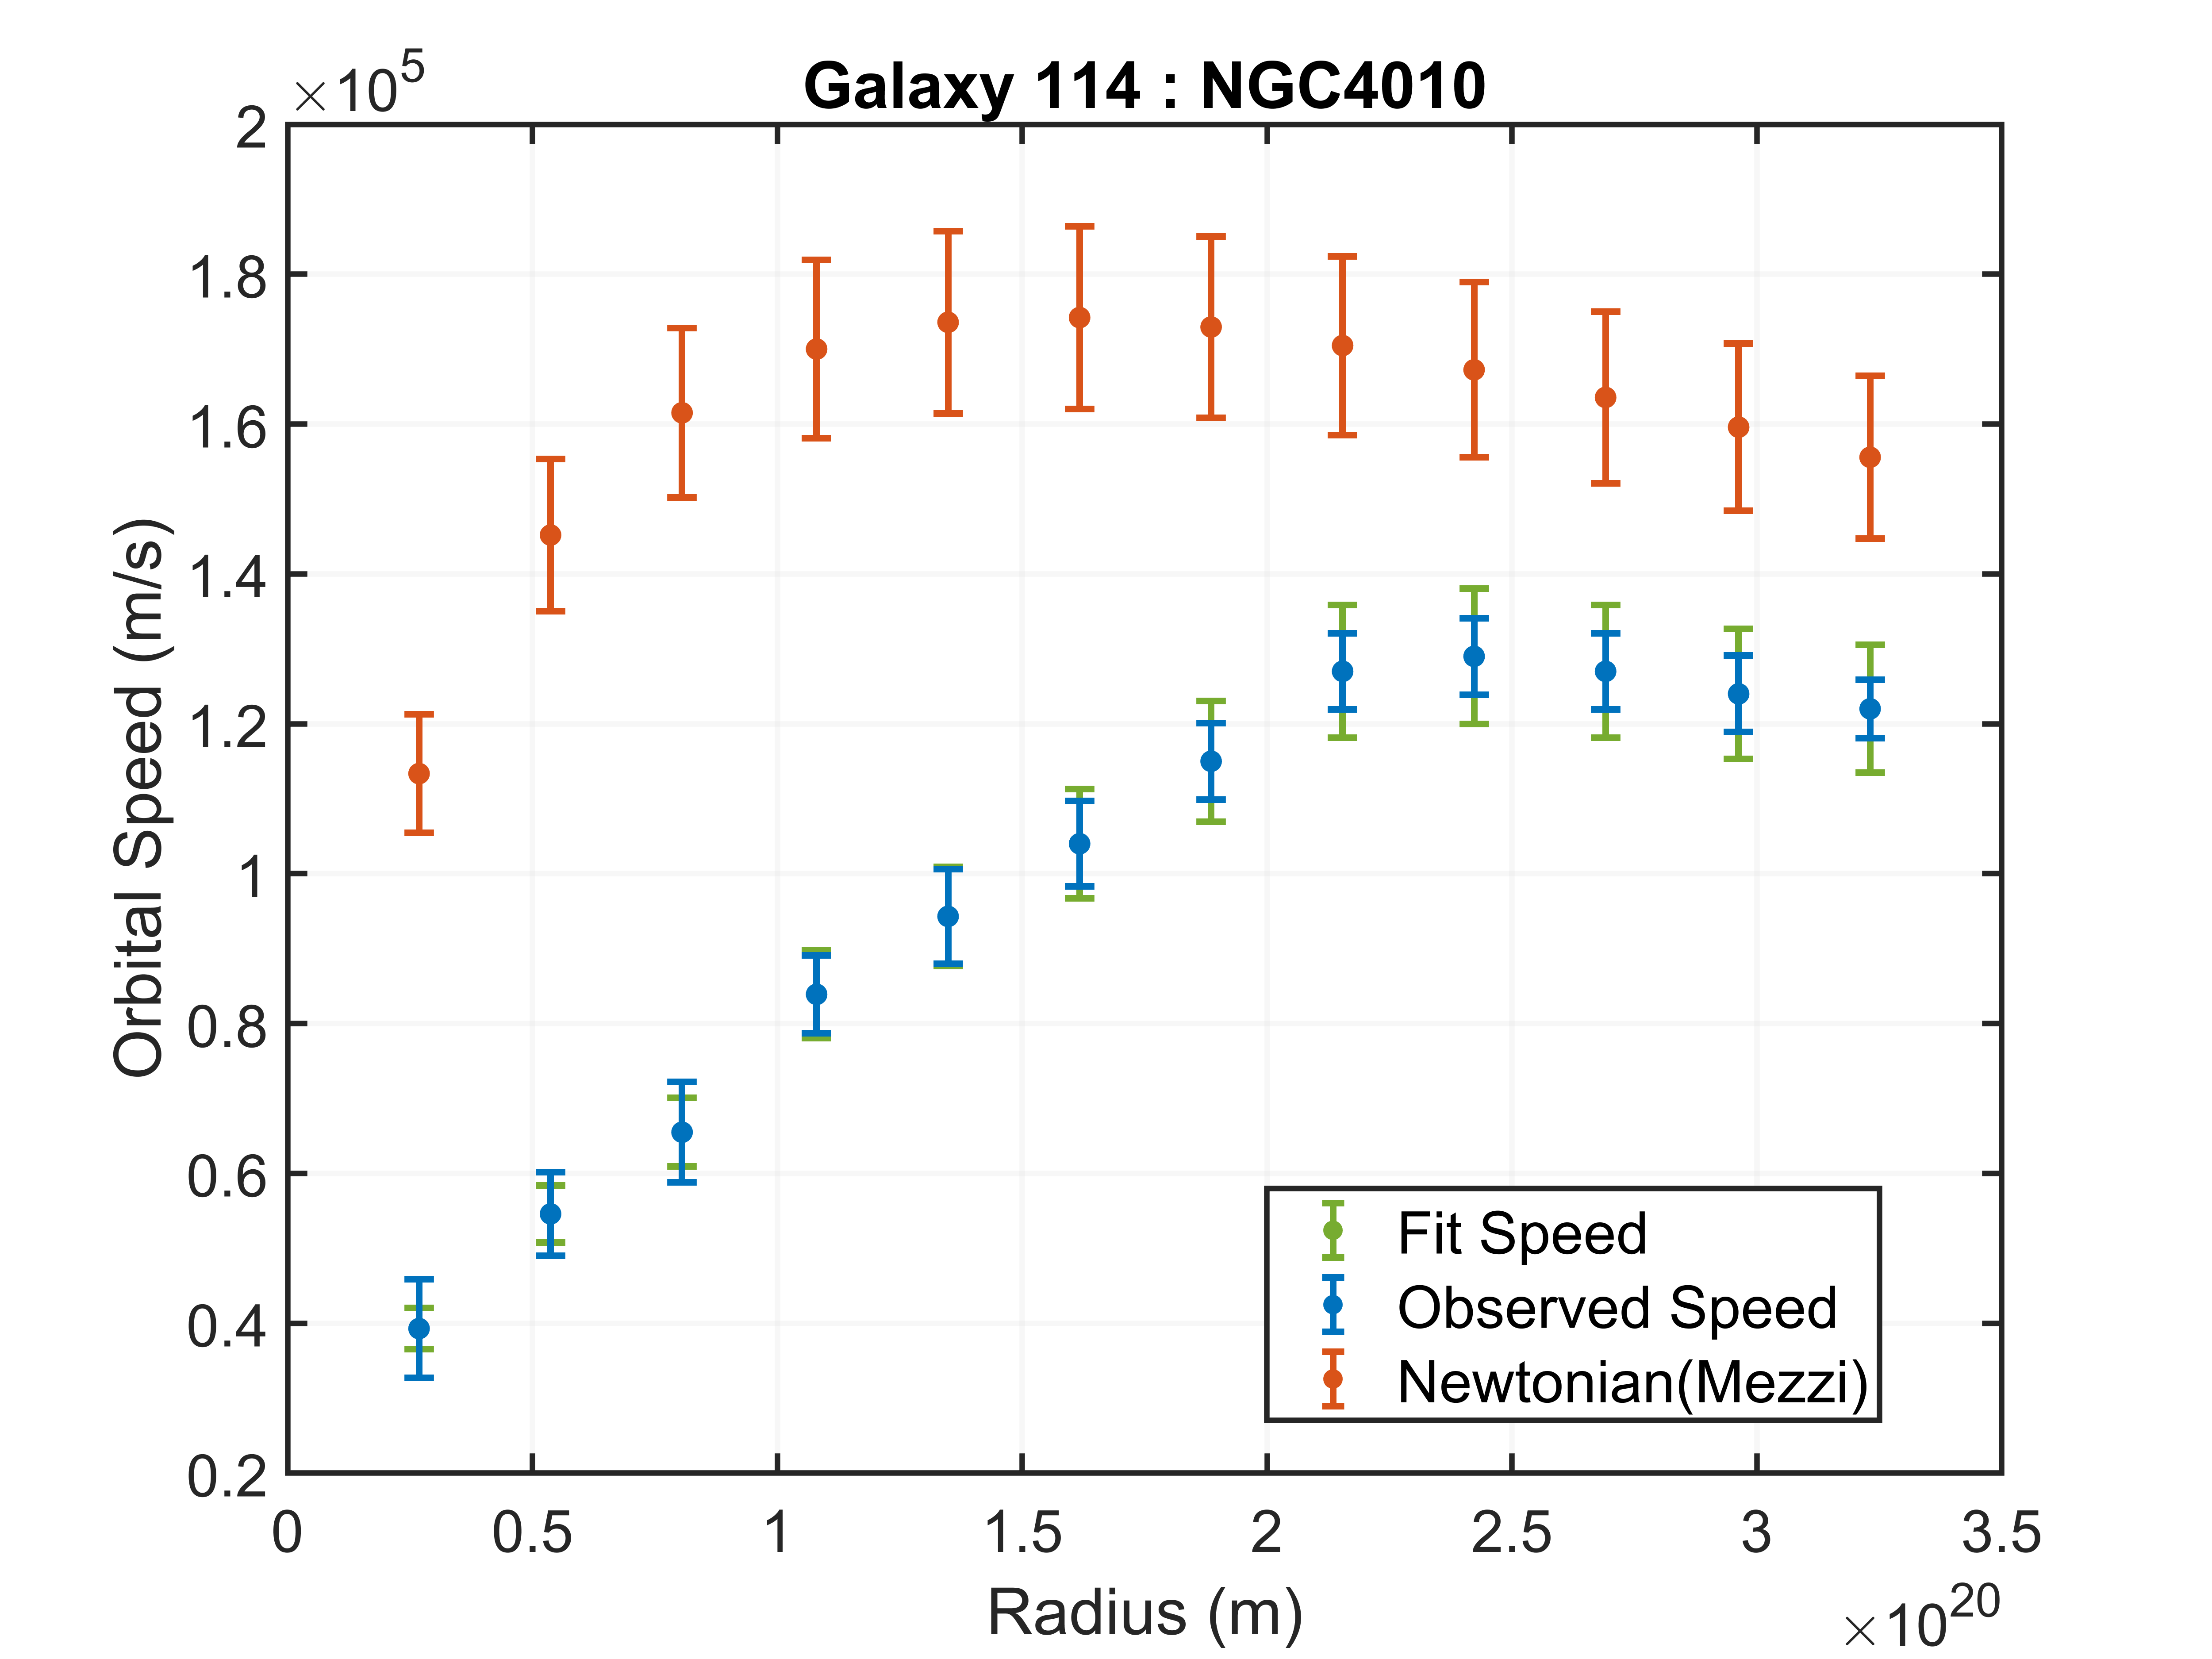 Galaxy 114 : NGC4010
×10^5
2
1.8
1.6
1.4
1.2
1
0.8
0.6
0.4
0.2
Orbital Speed (m/s)
Fit Speed
Observed Speed
Newtonian(Mezzi)
0 0.5 1 1.5 2 2.5 3 3.5
Radius (m)
×10^20